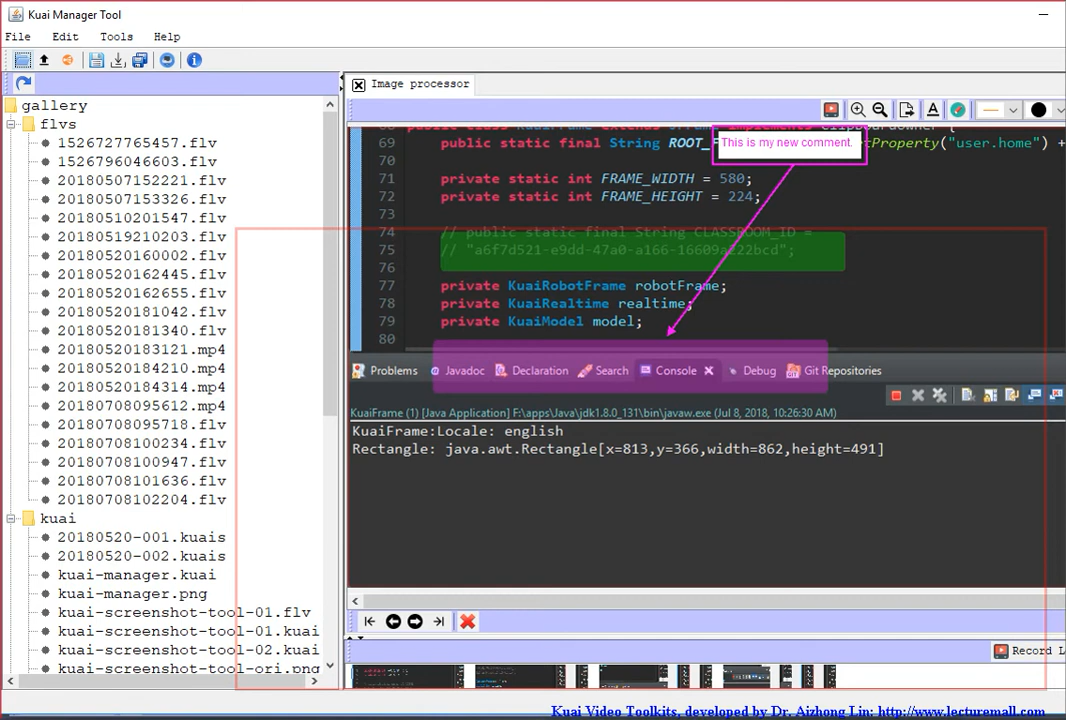 Kuai Manager Tool
File Edit Tools Help
Image processor
gallery
flvs
1526727765457.flv
1526796046603.flv
20180507152221.flv
20180507153326.flv
20180510201547.flv
20180519210203.flv
20180520160002.flv
20180520162445.flv
20180520162655.flv
20180520181042.flv
20180520181340.flv
20180520183121.mp4
20180520184210.mp4
20180520184314.mp4
20180708095612.mp4
20180708095718.flv
20180708100234.flv
20180708100947.flv
20180708101636.flv
20180708102204.flv
kuai
20180520-001.kuais
20180520-002.kuais
kuai-manager.kuai
kuai-manager.png
kuai-screenshot-tool-01.flv
kuai-screenshot-tool-01.kuai
kuai-screenshot-tool-02.kuai
kuai-screenshot-tool-ori.png
This is my new comment.
69 public static final String etProperty("user.home") +
70
71 private static int FRAME_WIDTH = 580;
72 private static int FRAME_HEIGHT = 224;
73
74 // public static final String CLASSROOM_ID =
75 // "a6f7d521-e9dd-47a0-a166-16609a222bcd";
76
77 private KuaiRobotFrame robotFrame;
78 private KuaiRealtime realtime;
79 private KuaiModel model;
80
Problems Javadoc Declaration Search Console Debug Git Repositories
KuaiFrame (1) [Java Application] F:\apps\Java\jdk1.8.0_131\bin\javaw.exe (Jul 8, 2018, 10:26:30 AM)
KuaiFrame:Locale: english
Rectangle: java.awt.Rectangle[x=813,y=366,width=862,height=491]
Record
Kuai Video Toolkits, developed by Dr. Aizhong Lin: http://www.lecturemall.com